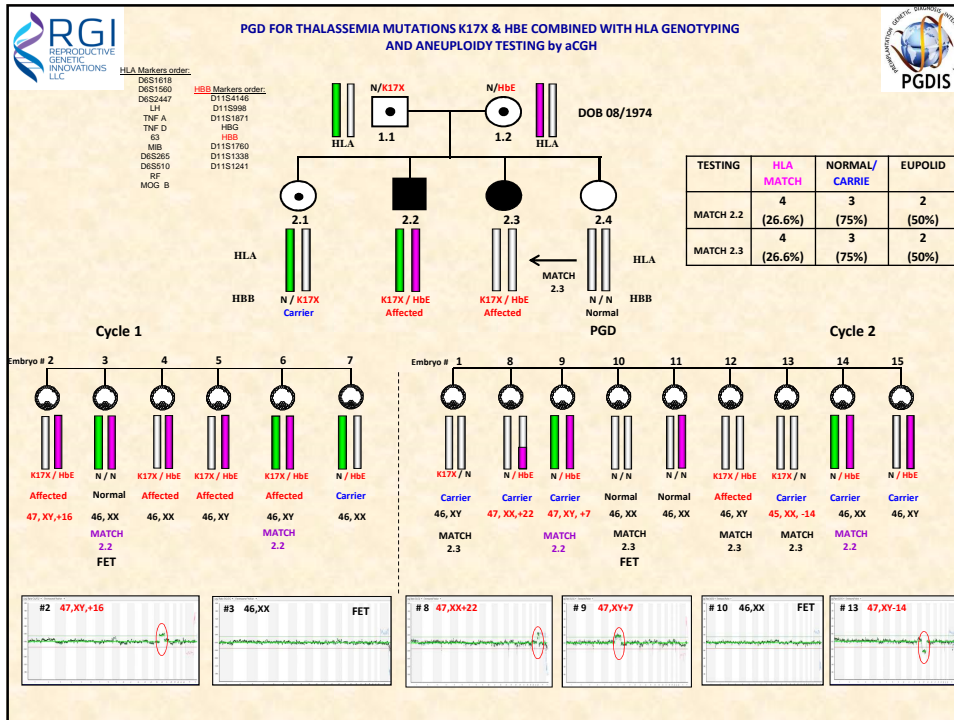 RGI
REPRODUCTIVE
GENETIC
INNOVATIONS
LLC
PGD FOR THALASSEMIA MUTATIONS K17X & HBE COMBINED WITH HLA GENOTYPING
AND ANEUPLOIDY TESTING by aCGH
PREIMPLANTATION GENETIC DIAGNOSIS
PGDIS
HLA Markers order:
D6S1618
D6S1560
D6S2447
LH
TNF A
TNF D
63
MIB
D6S265
D6S510
RF
MOG B
HBB Markers order:
D11S4146
D11S998
D11S1871
HBG
HBB
D11S1760
D11S1338
D11S1241
N/K17X N/HbE DOB 08/1974
1.1 1.2
HLA HLA
TESTING HLA MATCH NORMAL/ CARRIE EUPOLID
MATCH 2.2 4 (26.6%) 3 (75%) 2 (50%)
MATCH 2.3 4 (26.6%) 3 (75%) 2 (50%)
2.1 2.2 2.3 2.4
HLA HLA
MATCH
2.3
HBB N / K17X K17X / HbE K17X / HbE N / N HBB
Carrier Affected Affected Normal
Cycle 1 PGD Cycle 2
Embryo # 2 3 4 5 6 7
K17X / HbE N / N K17X / HbE K17X / HbE K17X / HbE N / HbE
Affected Normal Affected Affected Affected Carrier
47, XY,+16 46, XX 46, XX 46, XY 46, XY 46, XX
MATCH MATCH
2.2 2.2
FET
Embryo # 1 8 9 10 11 12 13 14 15
K17X / N N / HbE N / HbE N / N N / N K17X / HbE K17X / N N / HbE N / HbE
Carrier Carrier Carrier Normal Normal Affected Carrier Carrier Carrier
46, XY 47, XX,+22 47, XY, +7 46, XX 46, XX 46, XY 45, XX, -14 46, XX 46, XY
MATCH MATCH MATCH MATCH MATCH MATCH
2.3 2.2 2.3 2.3 2.3 2.2
FET
#2 47,XY,+16
#3 46,XX FET
# 8 47,XX+22
# 9 47,XY+7
# 10 46,XX FET
# 13 47,XY-14